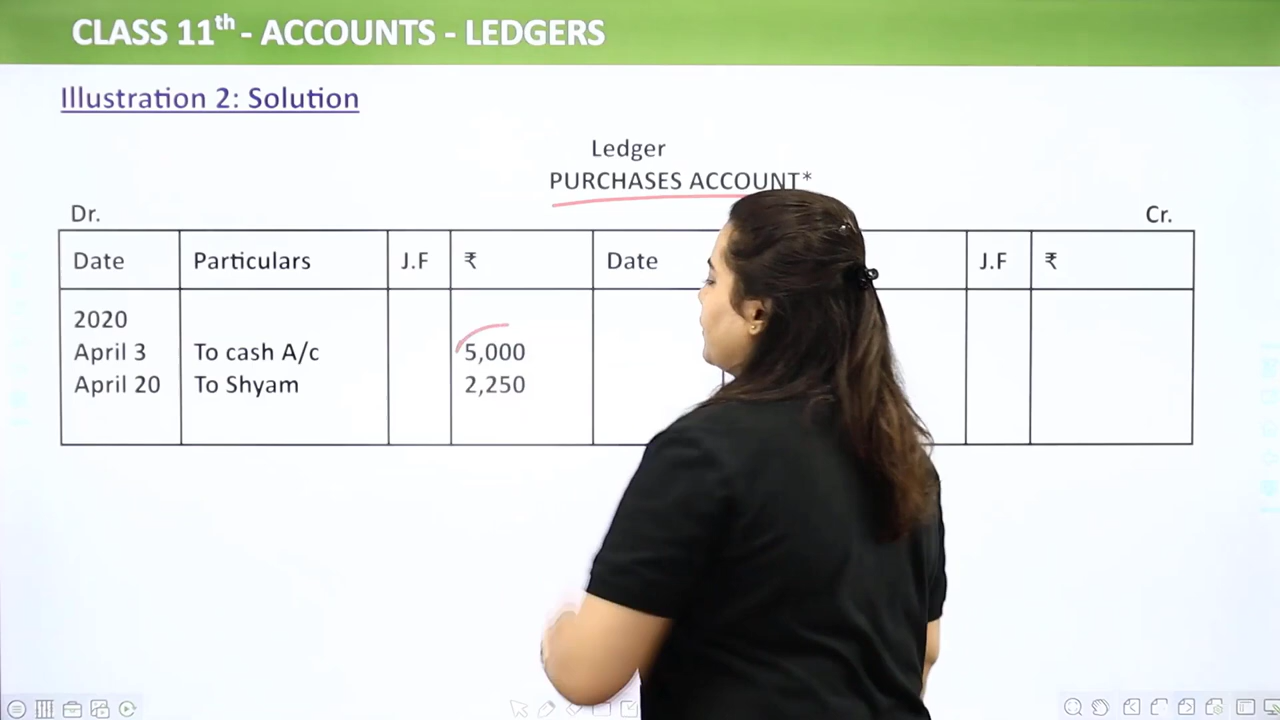 CLASS 11th - ACCOUNTS - LEDGERS
Illustration 2: Solution
Ledger
PURCHASES ACCOUNT*
Dr. Cr.
Date Particulars J.F ₹ Date J.F ₹
2020
April 3 To cash A/c 5,000
April 20 To Shyam 2,250